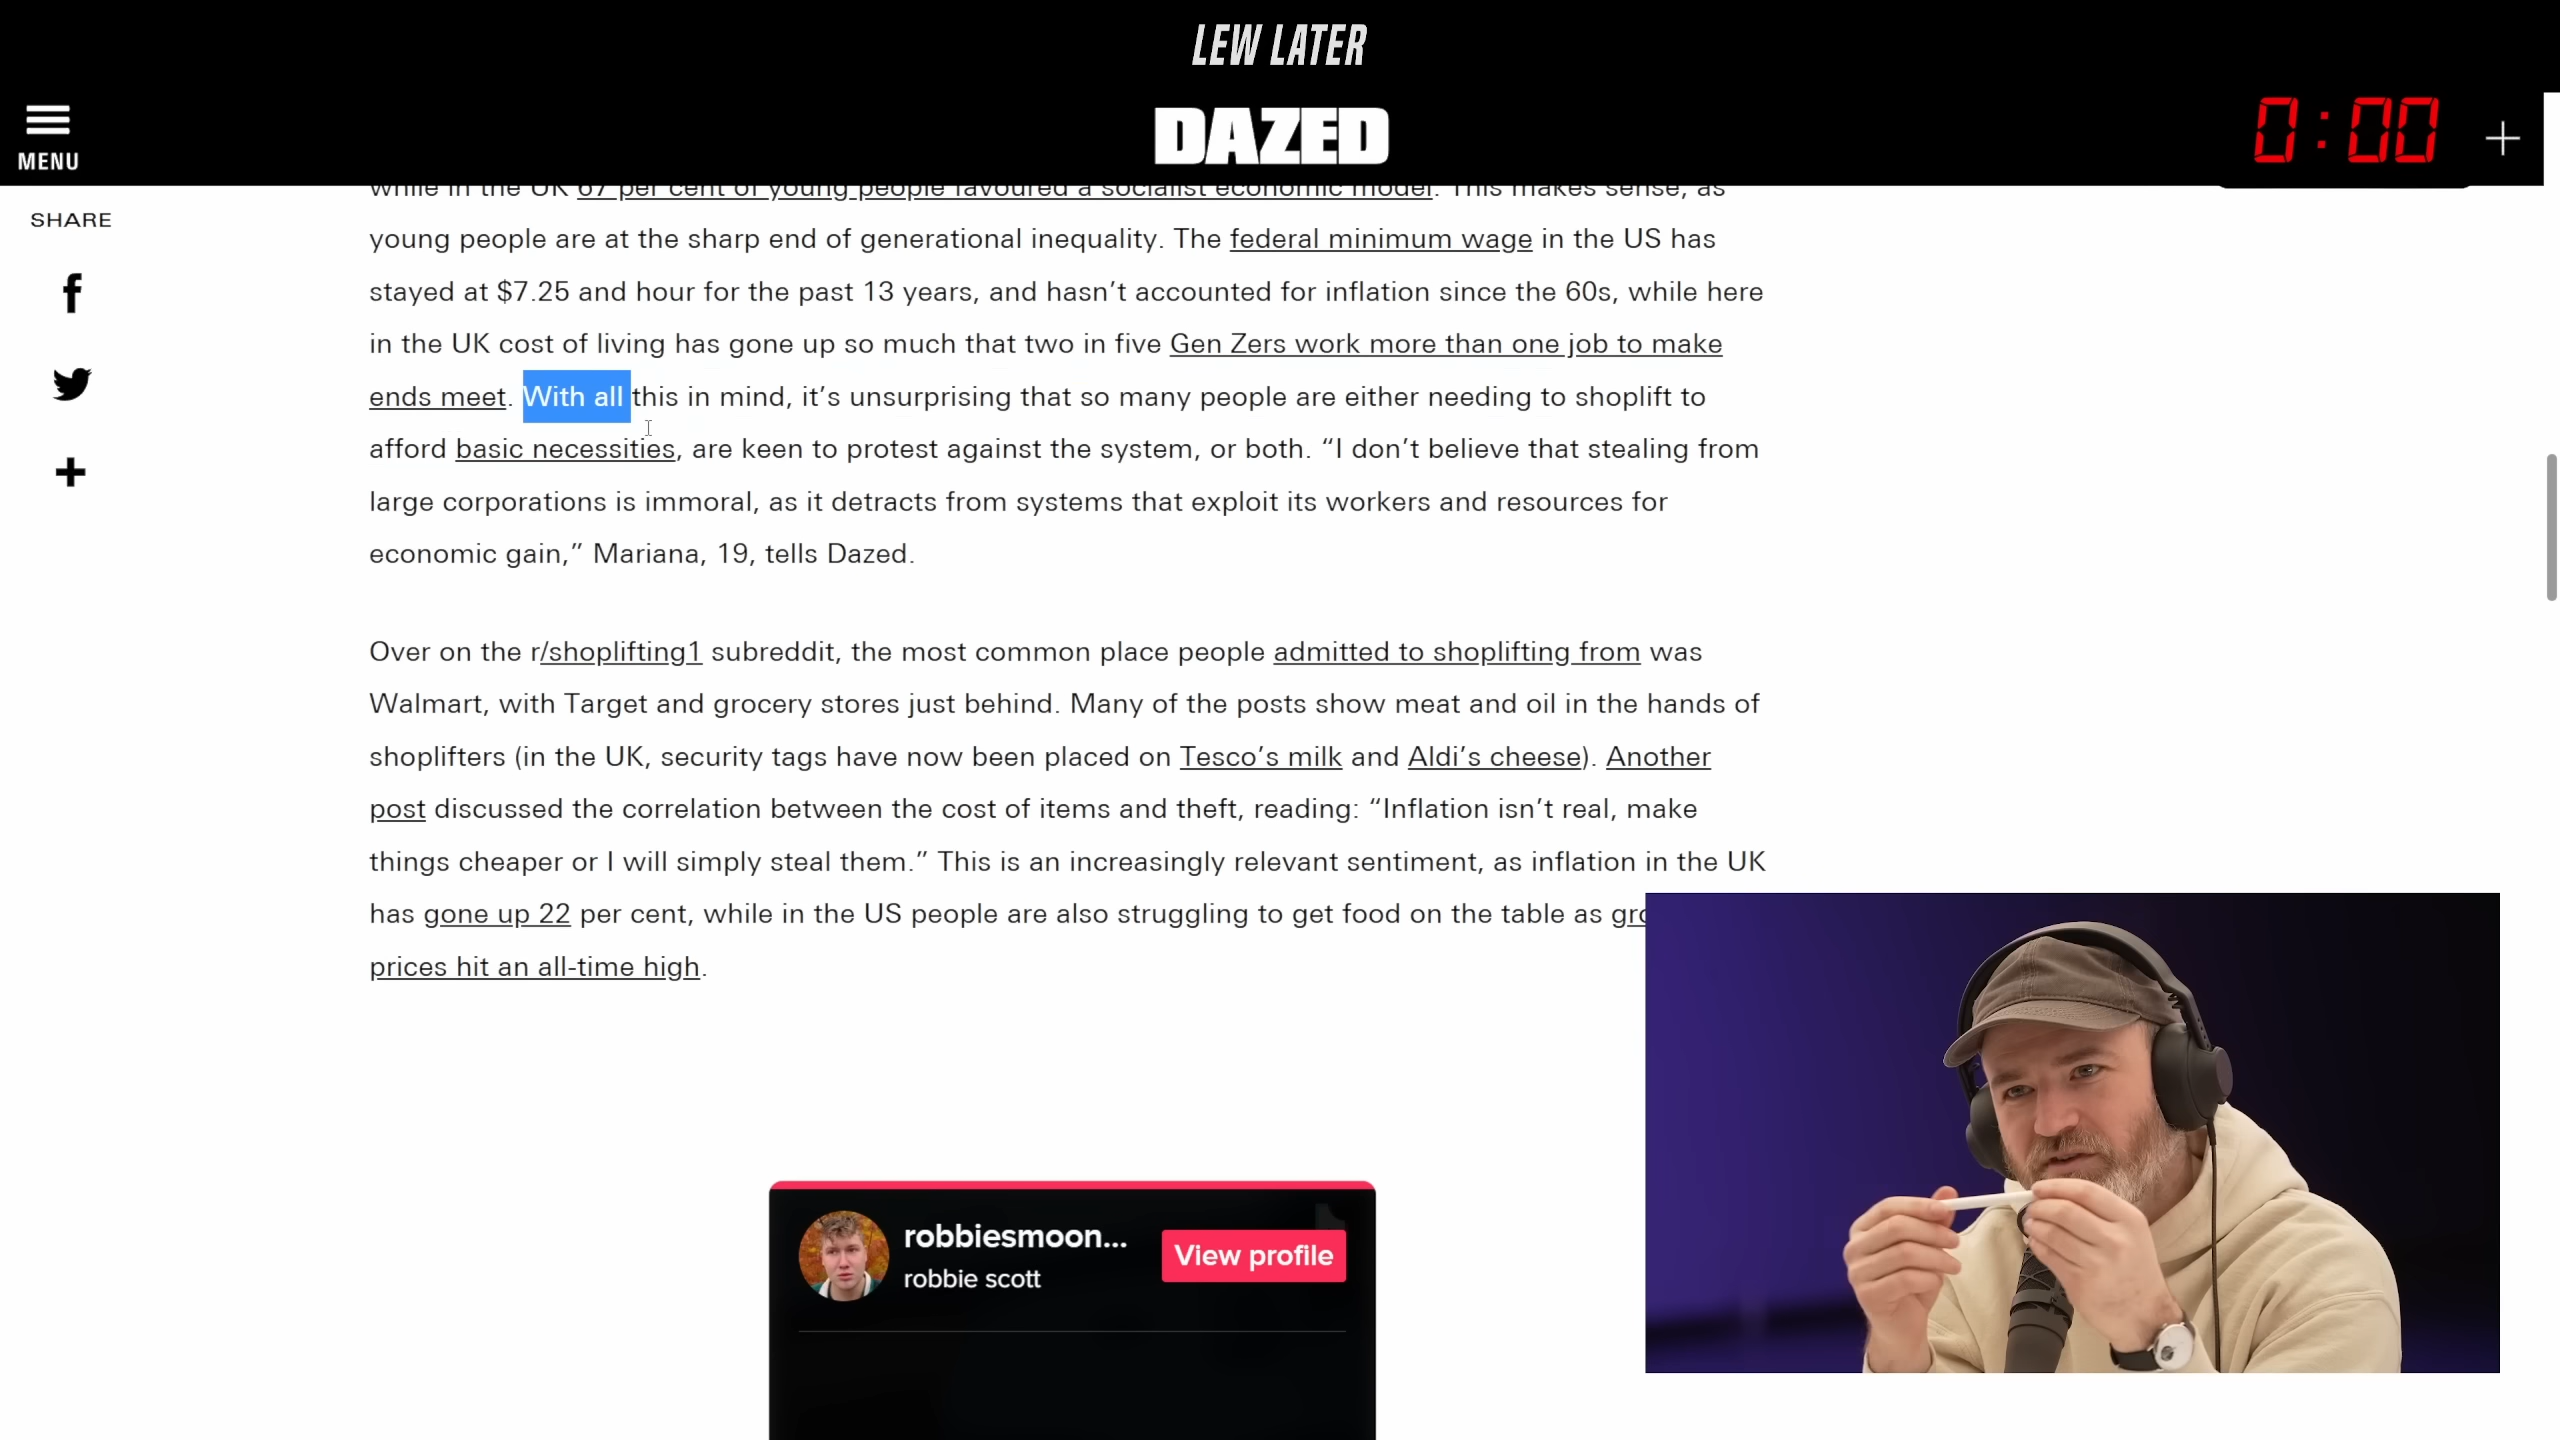 LEW LATER
MENU
DAZED
0:00
SHARE
while in the UK 67 per cent of young people favoured a socialist economic model. This makes sense, as
young people are at the sharp end of generational inequality. The federal minimum wage in the US has
stayed at $7.25 and hour for the past 13 years, and hasn’t accounted for inflation since the 60s, while here
in the UK cost of living has gone up so much that two in five Gen Zers work more than one job to make
ends meet. With all this in mind, it’s unsurprising that so many people are either needing to shoplift to
afford basic necessities, are keen to protest against the system, or both. “I don’t believe that stealing from
large corporations is immoral, as it detracts from systems that exploit its workers and resources for
economic gain,” Mariana, 19, tells Dazed.
Over on the r/shoplifting1 subreddit, the most common place people admitted to shoplifting from was
Walmart, with Target and grocery stores just behind. Many of the posts show meat and oil in the hands of
shoplifters (in the UK, security tags have now been placed on Tesco’s milk and Aldi’s cheese). Another
post discussed the correlation between the cost of items and theft, reading: “Inflation isn’t real, make
things cheaper or I will simply steal them.” This is an increasingly relevant sentiment, as inflation in the UK
has gone up 22 per cent, while in the US people are also struggling to get food on the table as
prices hit an all-time high.
robbiesmoon...
robbie scott
View profile